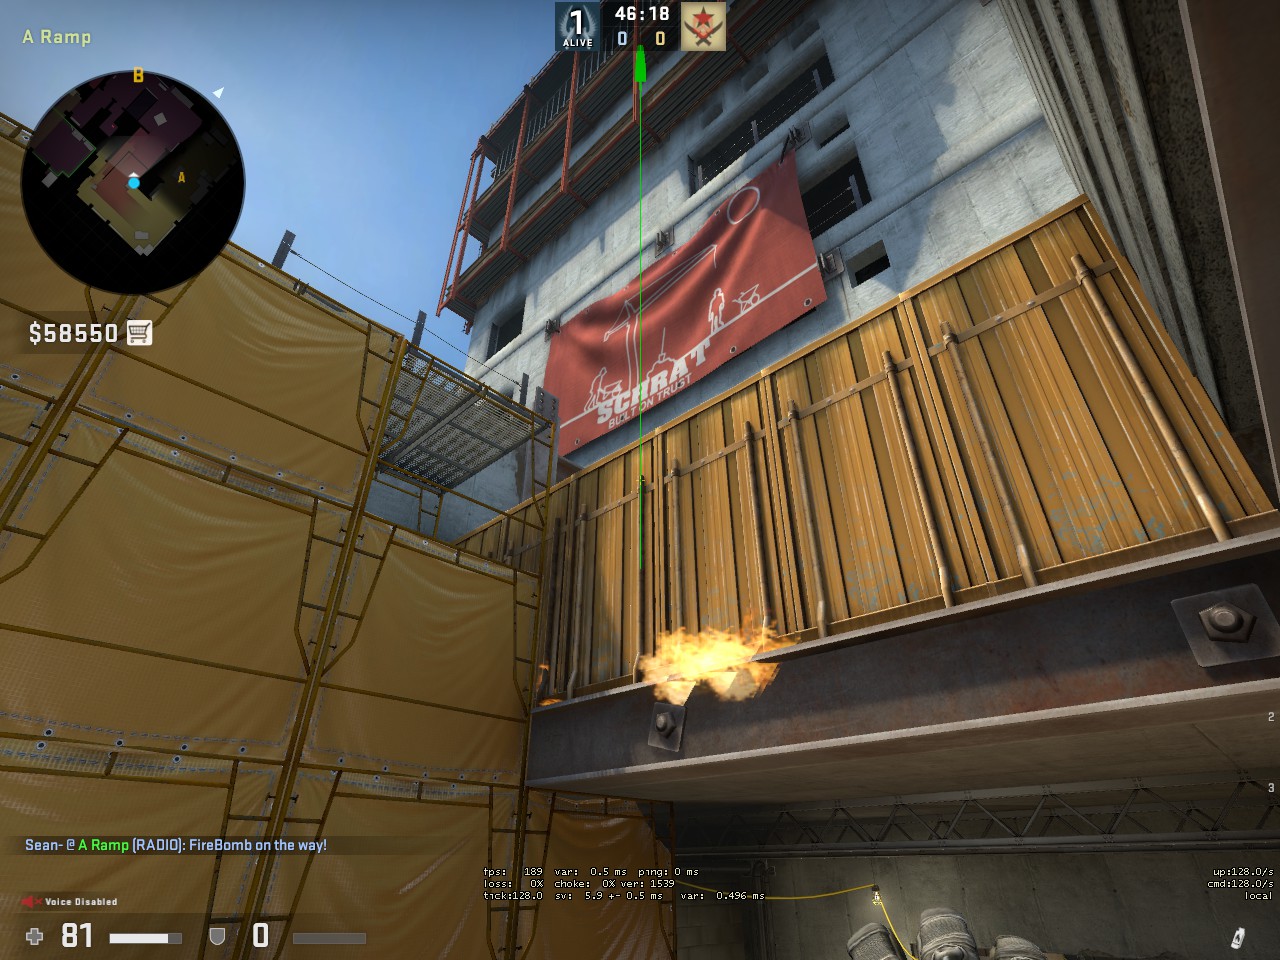 A Ramp
1
ALIVE
46:18
0 0
B
A
$58550
SCHRAT
BUILT ON TRUST
2
3
Sean- @ A Ramp (RADIO): FireBomb on the way!
fps: 189 var: 0.5 ms ping: 0 ms
loss: 0% choke: 0% ver: 1539
tick:128.0 sv: 5.9 +- 0.5 ms var: 0.496 ms
up:128.0/s
cmd:128.0/s
local
Voice Disabled
81
0